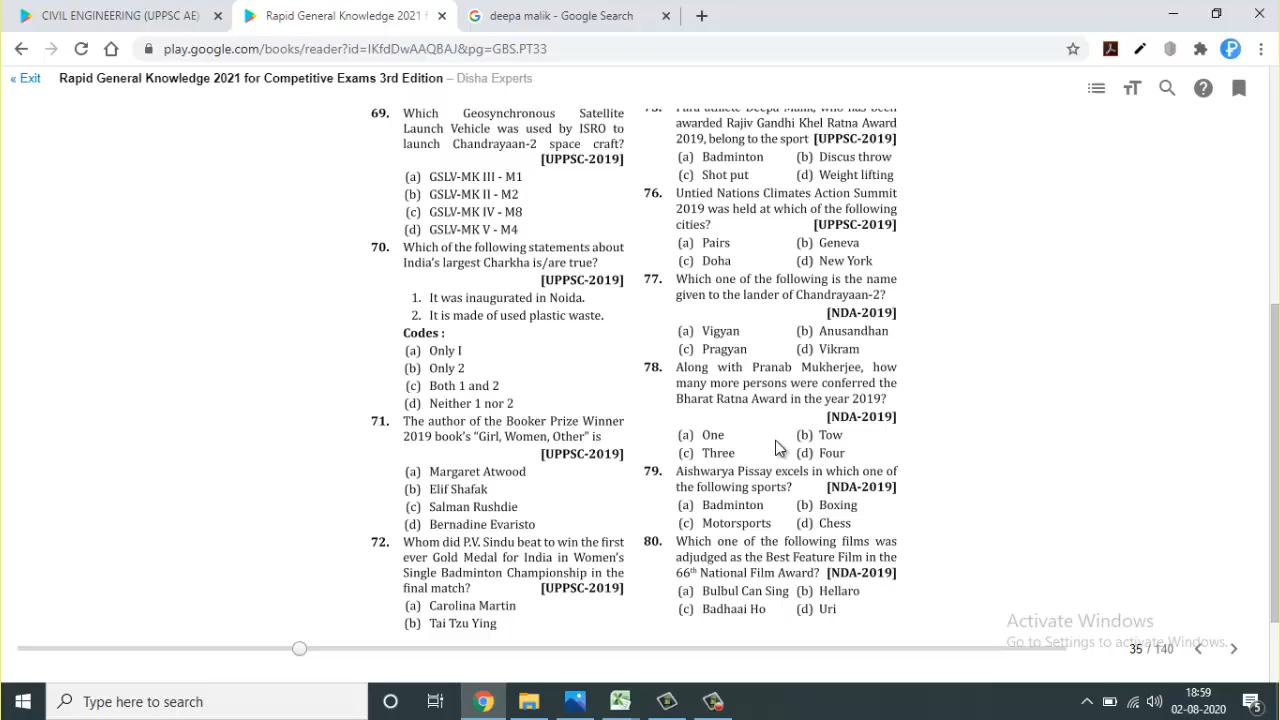 CIVIL ENGINEERING (UPPSC AE)
Rapid General Knowledge 2021 f
deepa malik - Google Search
play.google.com/books/reader?id=IKfdDwAAQBAJ&pg=GBS.PT33
« Exit
Rapid General Knowledge 2021 for Competitive Exams 3rd Edition – Disha Experts
69. Which Geosynchronous Satellite
Launch Vehicle was used by ISRO to
launch Chandrayaan-2 space craft?
[UPPSC-2019]
(a) GSLV-MK III - M1
(b) GSLV-MK II - M2
(c) GSLV-MK IV - M8
(d) GSLV-MK V - M4
70. Which of the following statements about
India's largest Charkha is/are true?
[UPPSC-2019]
1. It was inaugurated in Noida.
2. It is made of used plastic waste.
Codes :
(a) Only I
(b) Only 2
(c) Both 1 and 2
(d) Neither 1 nor 2
71. The author of the Booker Prize Winner
2019 book's “Girl, Women, Other” is
[UPPSC-2019]
(a) Margaret Atwood
(b) Elif Shafak
(c) Salman Rushdie
(d) Bernadine Evaristo
72. Whom did P.V. Sindu beat to win the first
ever Gold Medal for India in Women's
Single Badminton Championship in the
final match? [UPPSC-2019]
(a) Carolina Martin
(b) Tai Tzu Ying
75. Para athlete Deepa Malik, who has been
awarded Rajiv Gandhi Khel Ratna Award
2019, belong to the sport [UPPSC-2019]
(a) Badminton (b) Discus throw
(c) Shot put (d) Weight lifting
76. Untied Nations Climates Action Summit
2019 was held at which of the following
cities? [UPPSC-2019]
(a) Pairs (b) Geneva
(c) Doha (d) New York
77. Which one of the following is the name
given to the lander of Chandrayaan-2?
[NDA-2019]
(a) Vigyan (b) Anusandhan
(c) Pragyan (d) Vikram
78. Along with Pranab Mukherjee, how
many more persons were conferred the
Bharat Ratna Award in the year 2019?
[NDA-2019]
(a) One (b) Tow
(c) Three (d) Four
79. Aishwarya Pissay excels in which one of
the following sports? [NDA-2019]
(a) Badminton (b) Boxing
(c) Motorsports (d) Chess
80. Which one of the following films was
adjudged as the Best Feature Film in the
66th National Film Award? [NDA-2019]
(a) Bulbul Can Sing (b) Hellaro
(c) Badhaai Ho (d) Uri
Activate Windows
Go to Settings to activate Windows.
35 / 140
Type here to search
18:59
02-08-2020
5